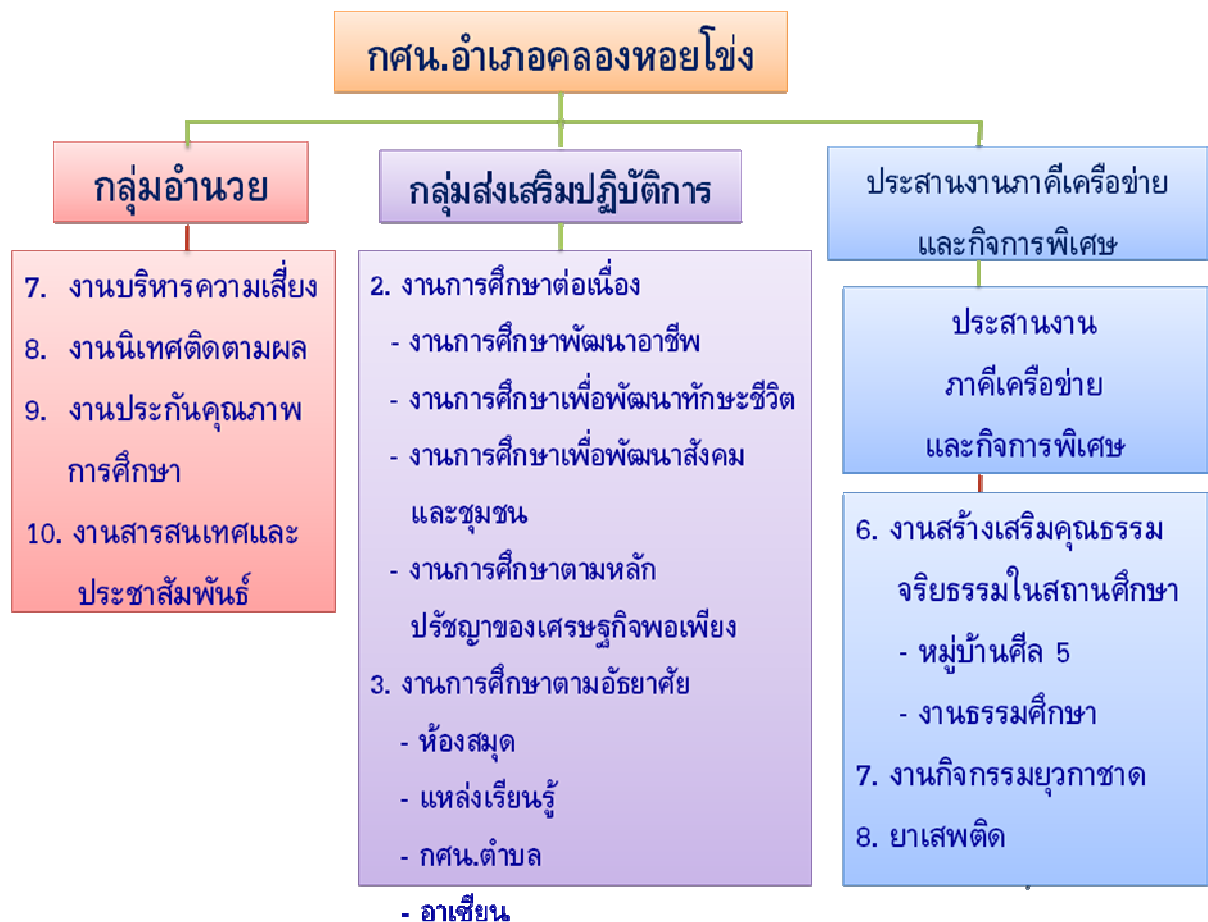 กศน.อำเภอคลองหอยโข่ง
กลุ่มอำนวย
7. งานบริหารความเสี่ยง
8. งานนิเทศติดตามผล
9. งานประกันคุณภาพ
การศึกษา
10. งานสารสนเทศและ
ประชาสัมพันธ์
กลุ่มส่งเสริมปฏิบัติการ
2. งานการศึกษาต่อเนื่อง
- งานการศึกษาพัฒนาอาชีพ
- งานการศึกษาเพื่อพัฒนาทักษะชีวิต
- งานการศึกษาเพื่อพัฒนาสังคม
และชุมชน
- งานการศึกษาตามหลัก
ปรัชญาของเศรษฐกิจพอเพียง
3. งานการศึกษาตามอัธยาศัย
- ห้องสมุด
- แหล่งเรียนรู้
- กศน.ตำบล
- อาเซียน
ประสานงานภาคีเครือข่าย
และกิจการพิเศษ
ประสานงาน
ภาคีเครือข่าย
และกิจการพิเศษ
6. งานสร้างเสริมคุณธรรม
จริยธรรมในสถานศึกษา
- หมู่บ้านศีล 5
- งานธรรมศึกษา
7. งานกิจกรรมยุวกาชาด
8. ยาเสพติด